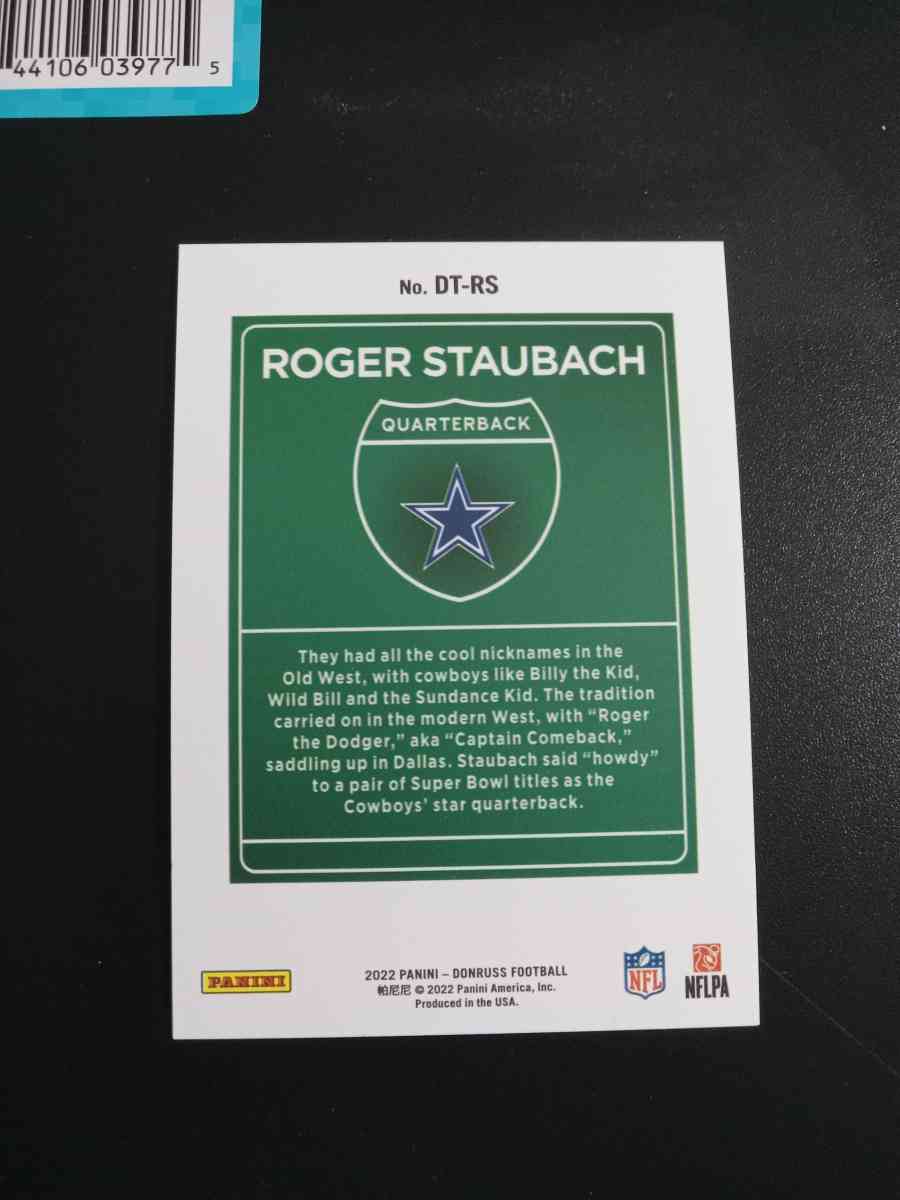 44106 03977 5
No. DT-RS
ROGER STAUBACH
QUARTERBACK
They had all the cool nicknames in the
Old West, with cowboys like Billy the Kid,
Wild Bill and the Sundance Kid. The tradition
carried on in the modern West, with “Roger
the Dodger,” aka “Captain Comeback,”
saddling up in Dallas. Staubach said “howdy”
to a pair of Super Bowl titles as the
Cowboys’ star quarterback.
PANINI
2022 PANINI – DONRUSS FOOTBALL
帕尼尼 © 2022 Panini America, Inc.
Produced in the USA.
NFL
NFLPA